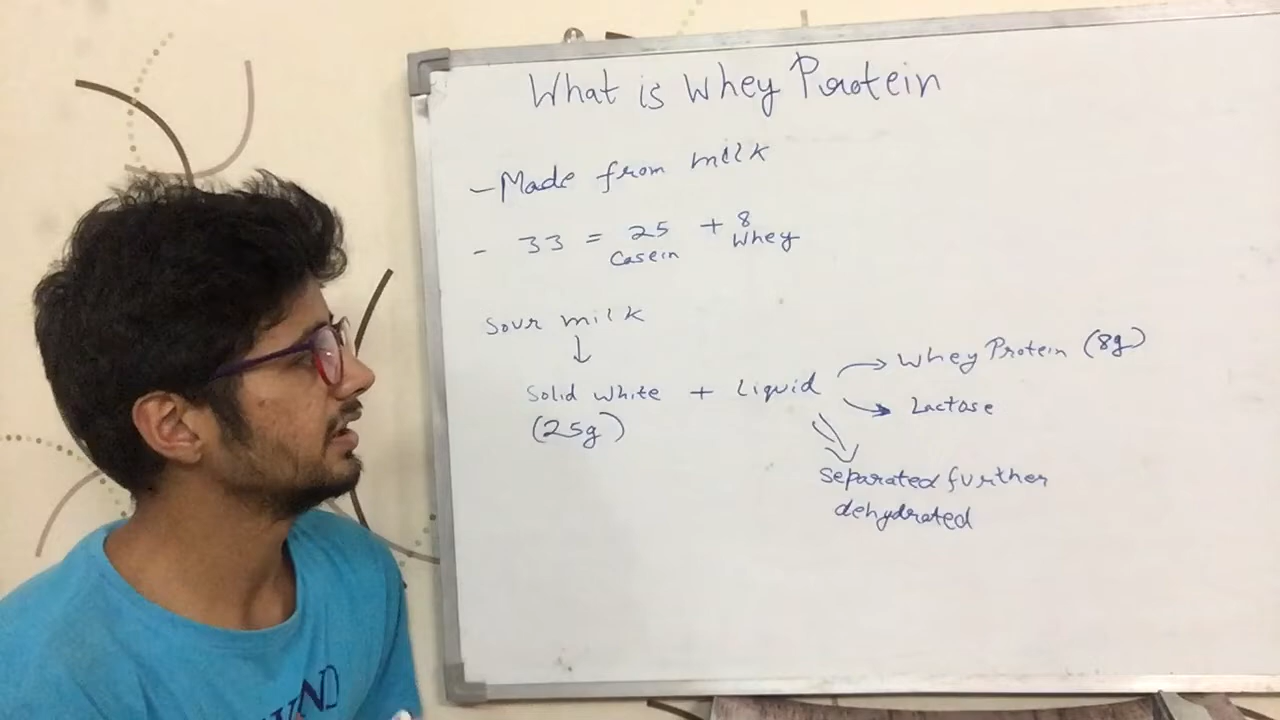 What is Whey Protein
- Made from milk
- 33 = 25 + 8
Casein Whey
Sour milk
↓
Solid white + Liquid → Whey Protein (8g)
(25g) → Lactose
Separated further
dehydrated